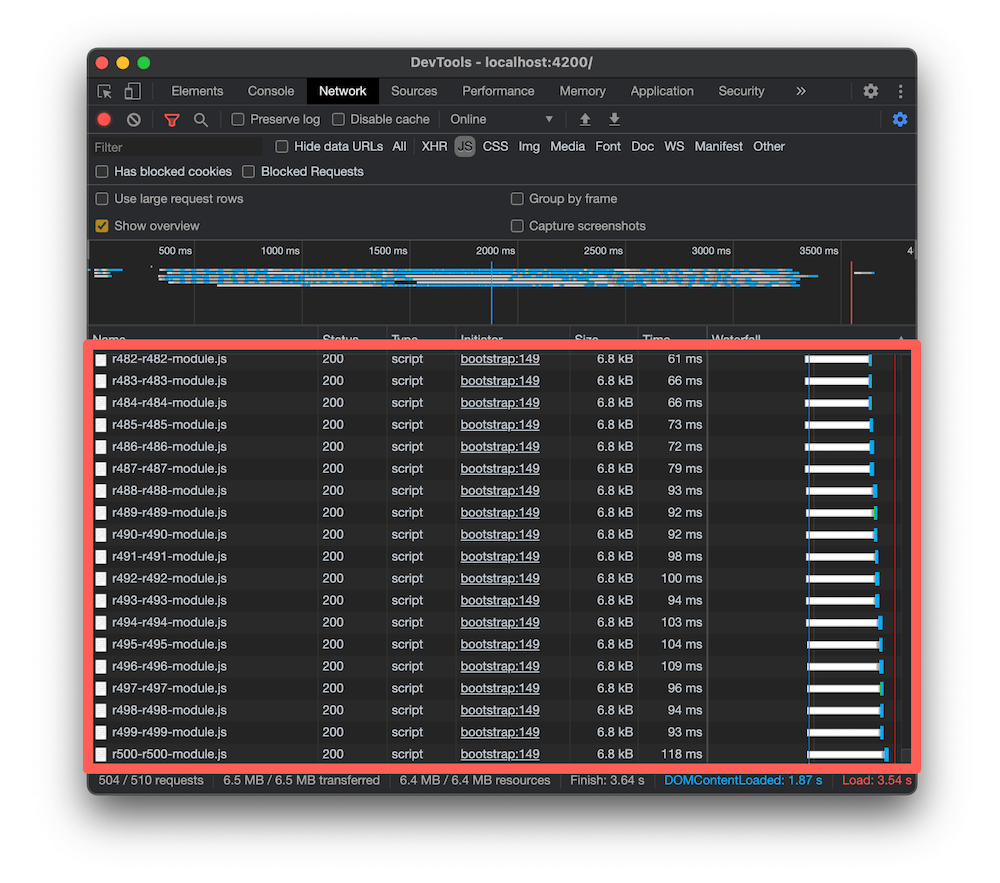 DevTools - localhost:4200/
Elements Console Network Sources Performance Memory Application Security »
Preserve log Disable cache Online
Filter Hide data URLs All XHR JS CSS Img Media Font Doc WS Manifest Other
Has blocked cookies Blocked Requests
Use large request rows Group by frame
Show overview Capture screenshots
500 ms 1000 ms 1500 ms 2000 ms 2500 ms 3000 ms 3500 ms 4
Name Status Type Initiator Size Time Waterfall
r482-r482-module.js 200 script bootstrap:149 6.8 kB 61 ms
r483-r483-module.js 200 script bootstrap:149 6.8 kB 66 ms
r484-r484-module.js 200 script bootstrap:149 6.8 kB 66 ms
r485-r485-module.js 200 script bootstrap:149 6.8 kB 73 ms
r486-r486-module.js 200 script bootstrap:149 6.8 kB 72 ms
r487-r487-module.js 200 script bootstrap:149 6.8 kB 79 ms
r488-r488-module.js 200 script bootstrap:149 6.8 kB 93 ms
r489-r489-module.js 200 script bootstrap:149 6.8 kB 92 ms
r490-r490-module.js 200 script bootstrap:149 6.8 kB 92 ms
r491-r491-module.js 200 script bootstrap:149 6.8 kB 98 ms
r492-r492-module.js 200 script bootstrap:149 6.8 kB 100 ms
r493-r493-module.js 200 script bootstrap:149 6.8 kB 94 ms
r494-r494-module.js 200 script bootstrap:149 6.8 kB 103 ms
r495-r495-module.js 200 script bootstrap:149 6.8 kB 104 ms
r496-r496-module.js 200 script bootstrap:149 6.8 kB 109 ms
r497-r497-module.js 200 script bootstrap:149 6.8 kB 96 ms
r498-r498-module.js 200 script bootstrap:149 6.8 kB 94 ms
r499-r499-module.js 200 script bootstrap:149 6.8 kB 93 ms
r500-r500-module.js 200 script bootstrap:149 6.8 kB 118 ms
504 / 510 requests 6.5 MB / 6.5 MB transferred 6.4 MB / 6.4 MB resources Finish: 3.64 s DOMContentLoaded: 1.87 s Load: 3.54 s